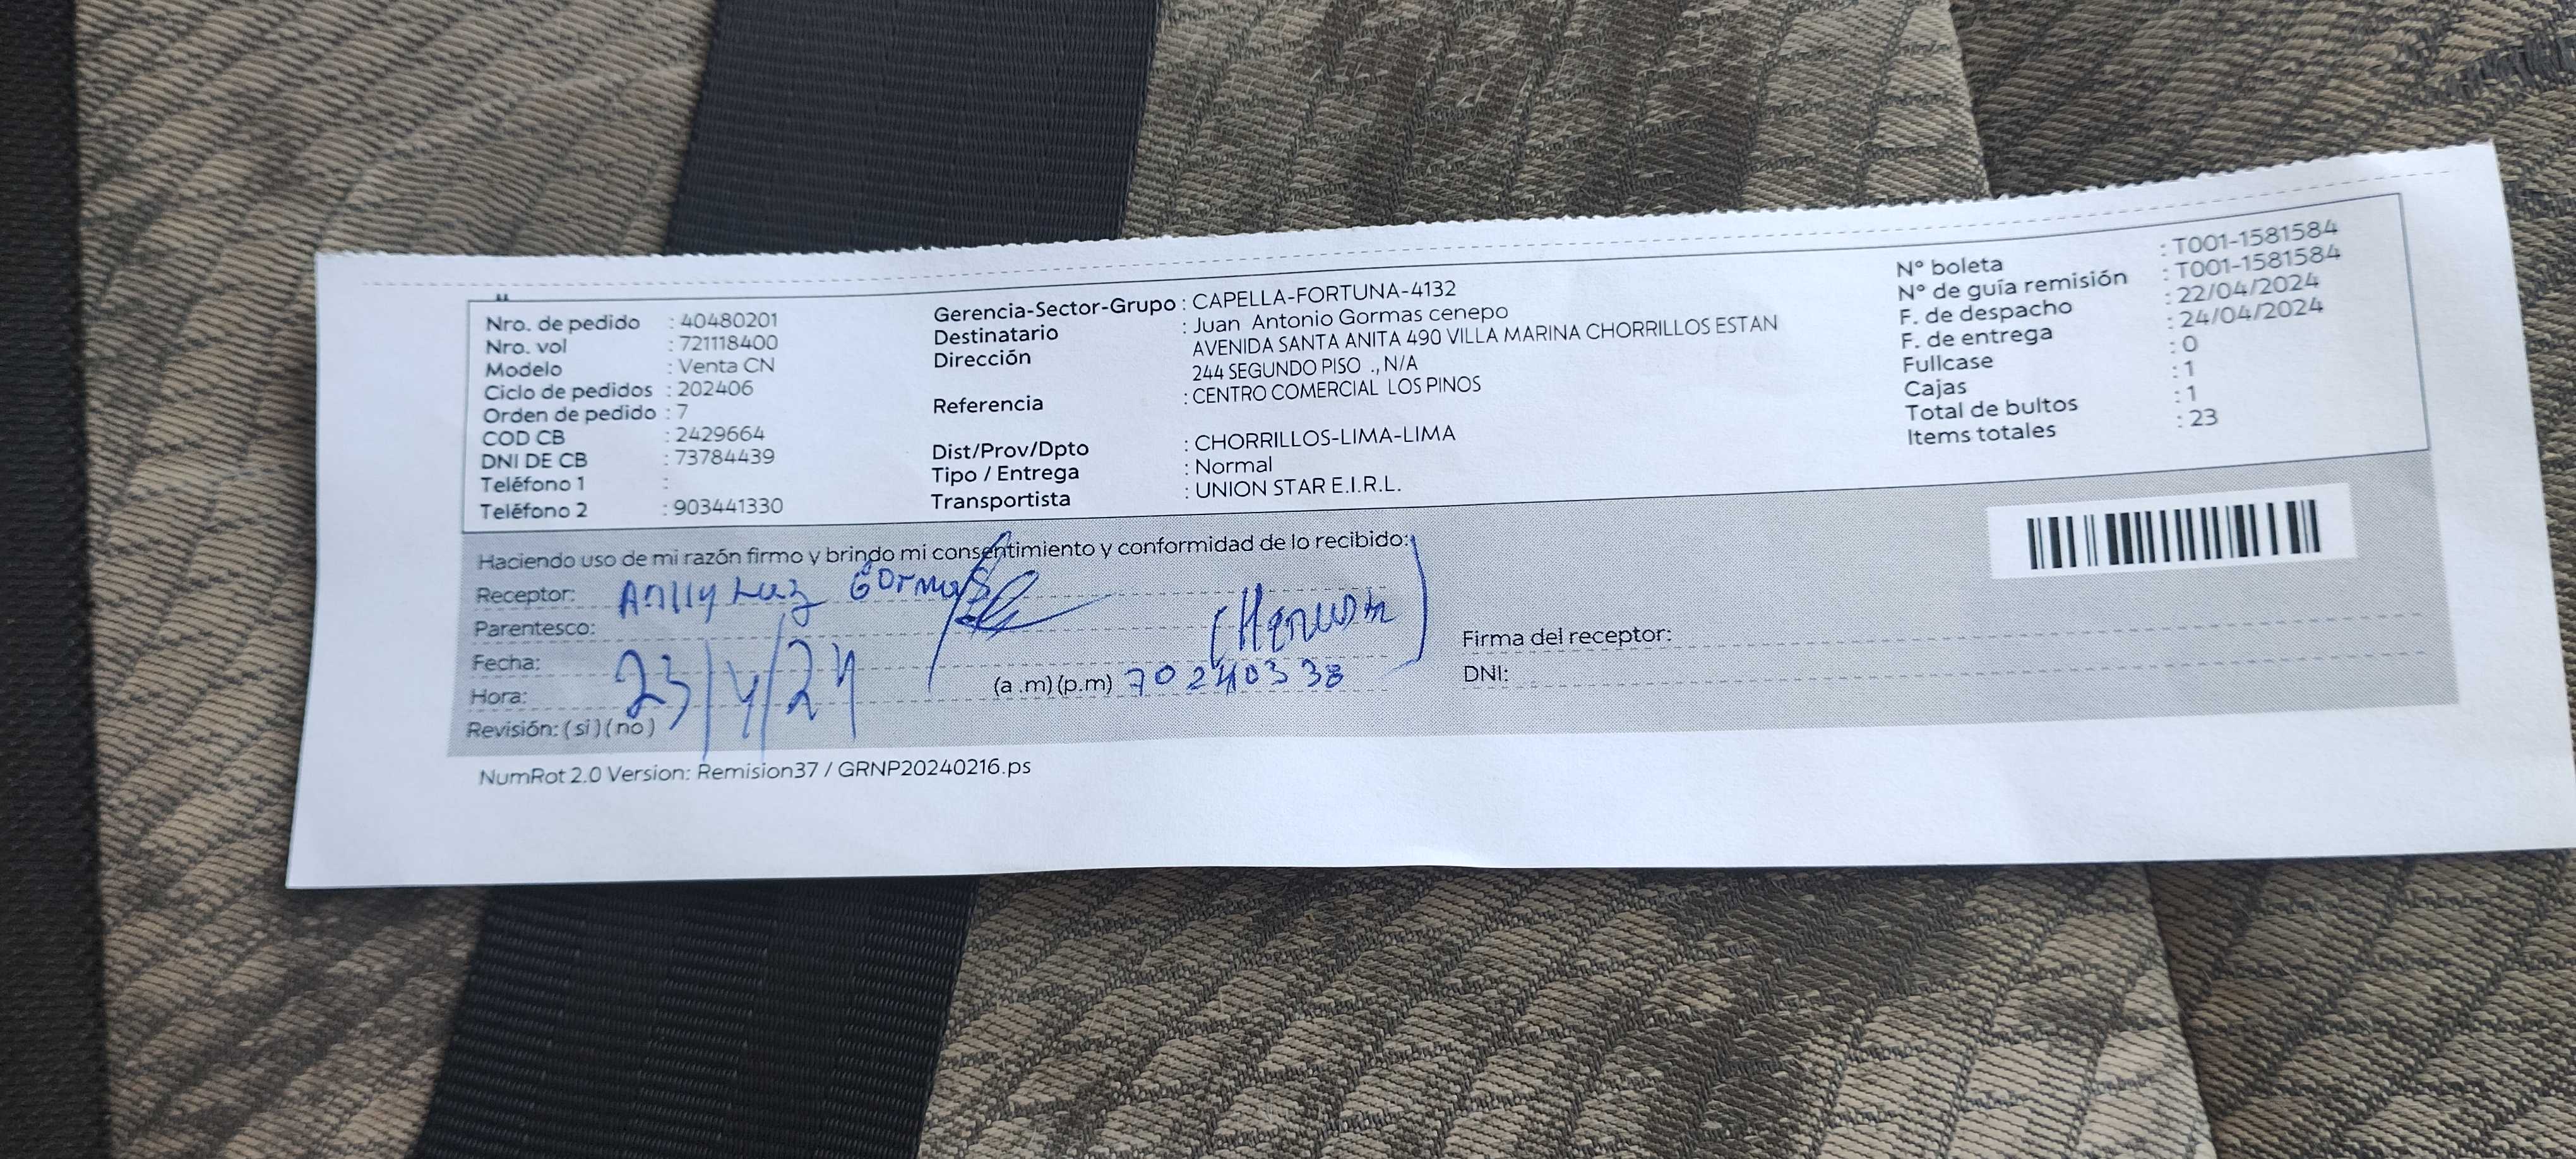 Nro. de pedido : 40480201
Nro. vol : 721118400
Modelo : Venta CN
Ciclo de pedidos : 202406
Orden de pedido : 7
COD CB : 2429664
DNI DE CB : 73784439
Teléfono 1 :
Teléfono 2 : 903441330
Gerencia-Sector-Grupo : CAPELLA-FORTUNA-4132
Destinatario : Juan Antonio Gormas cenepo
Dirección AVENIDA SANTA ANITA 490 VILLA MARINA CHORRILLOS ESTAN
244 SEGUNDO PISO ., N/A
Referencia : CENTRO COMERCIAL LOS PINOS
Dist/Prov/Dpto : CHORRILLOS-LIMA-LIMA
Tipo / Entrega : Normal
Transportista : UNION STAR E.I.R.L.
N° boleta : T001-1581584
N° de guía remisión : T001-1581584
F. de despacho : 22/04/2024
F. de entrega : 24/04/2024
Fullcase : 0
Cajas : 1
Total de bultos : 1
Items totales : 23
Haciendo uso de mi razón firmo y brindo mi consentimiento y conformidad de lo recibido:
Receptor: Luz Gormas
Parentesco: (Hermana)
Fecha: 23/4/24
Hora: (a .m) (p.m) 70240338
Revisión: ( si ) ( no )
Firma del receptor:
DNI:
NumRot 2.0 Version: Remision37 / GRNP20240216.ps